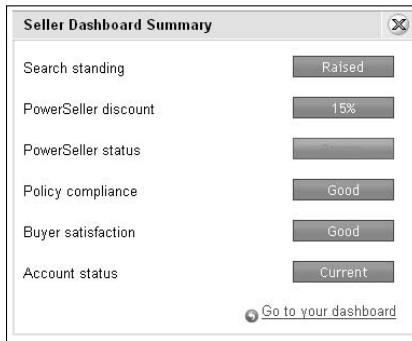 Seller Dashboard Summary
Search standing Raised
PowerSeller discount 15%
PowerSeller status
Policy compliance Good
Buyer satisfaction Good
Account status Current
Go to your dashboard